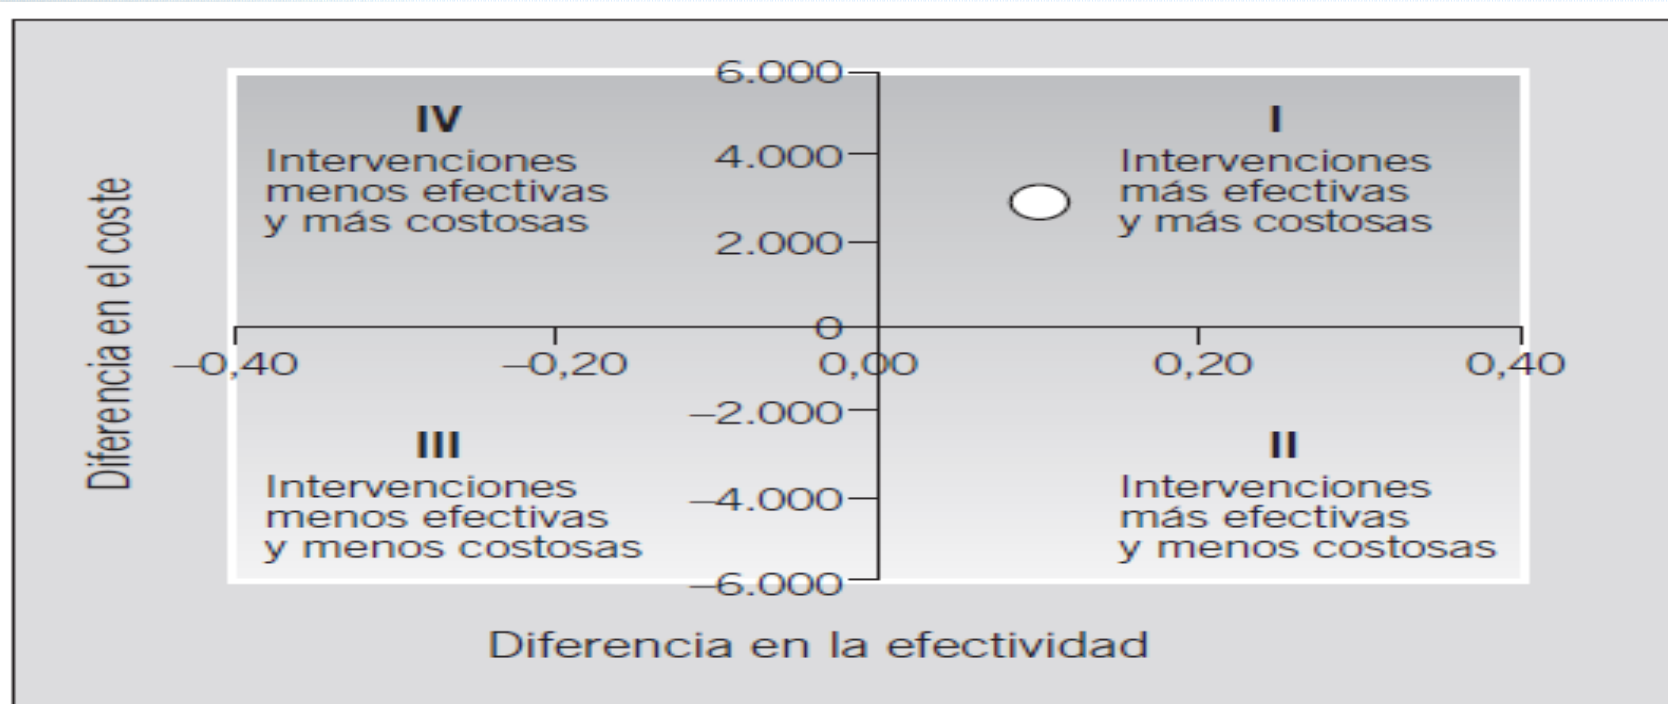 6.000
IV
Intervenciones
menos efectivas
y más costosas
4.000
2.000
I
Intervenciones
más efectivas
y más costosas
Diferencia en el coste
0
–0,40
–0,20
0,00
0,20
0,40
–2.000
III
Intervenciones
menos efectivas
y menos costosas
–4.000
–6.000
II
Intervenciones
más efectivas
y menos costosas
Diferencia en la efectividad